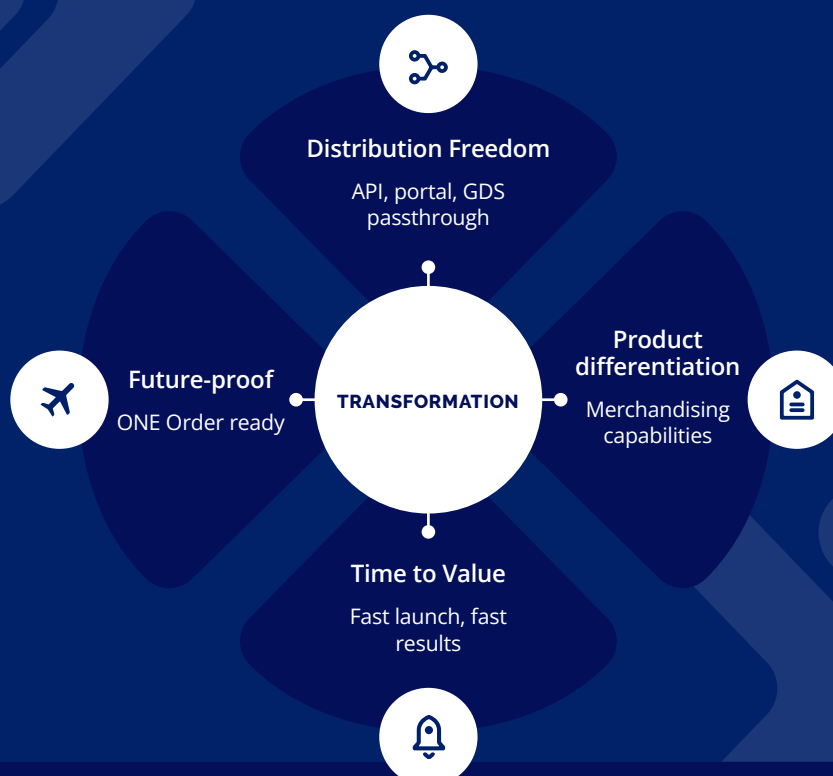 Distribution Freedom
API, portal, GDS
passthrough
Future-proof
ONE Order ready
TRANSFORMATION
Product
differentiation
Merchandising
capabilities
Time to Value
Fast launch, fast
results